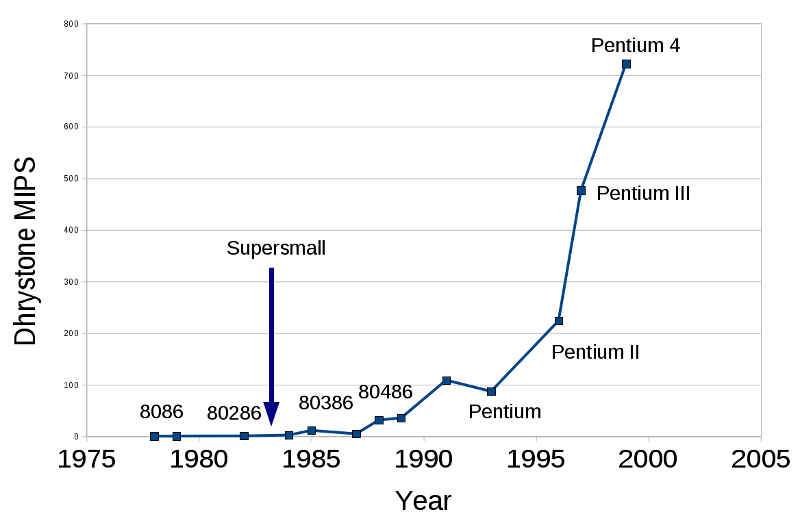 800
700
600
500
400
300
200
100
0
Dhrystone MIPS
Pentium 4
Pentium III
Supersmall
Pentium II
8086
80286
80386
80486
Pentium
1975
1980
1985
1990
1995
2000
2005
Year